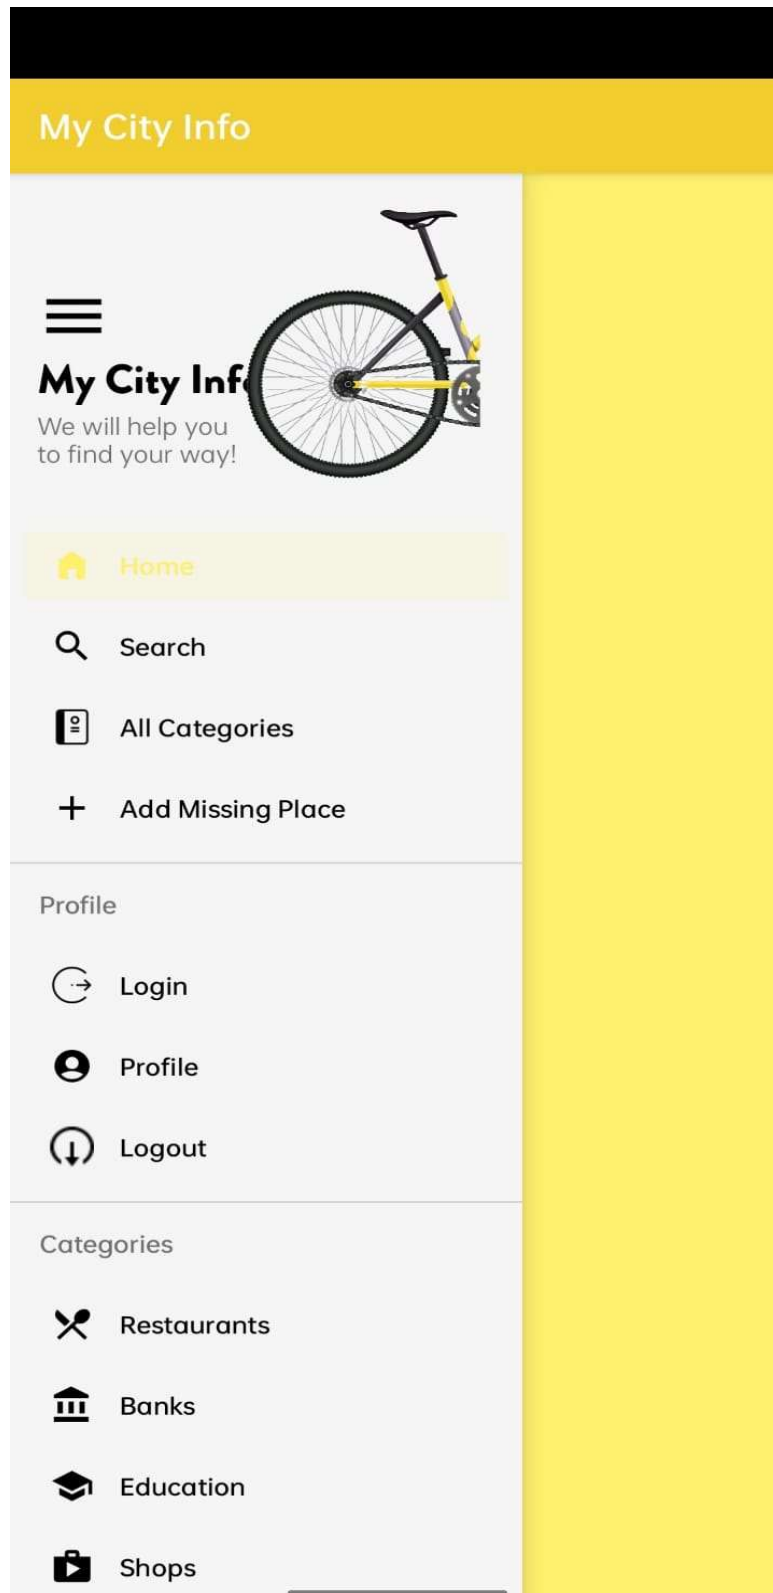 My City Info
My City Inf
We will help you
to find your way!
Home
Search
All Categories
Add Missing Place
Profile
Login
Profile
Logout
Categories
Restaurants
Banks
Education
Shops